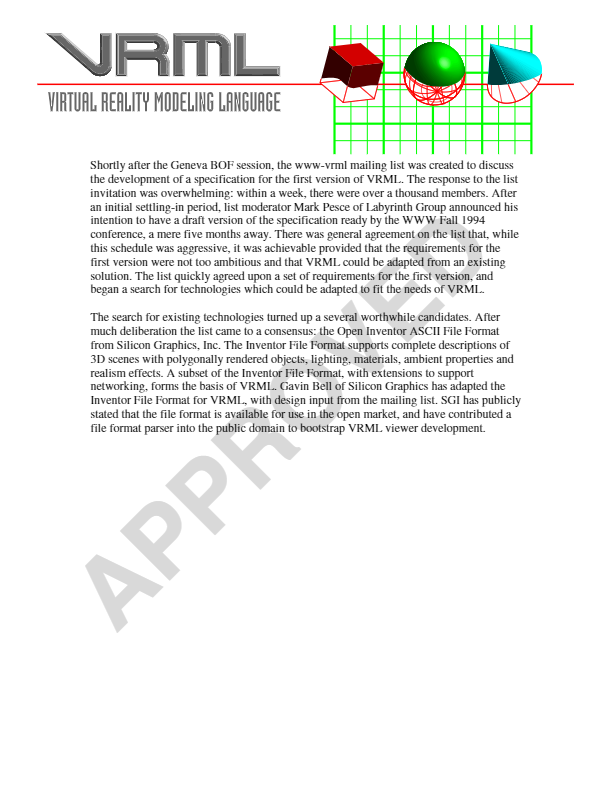 VRML
VIRTUAL REALITY MODELING LANGUAGE
Shortly after the Geneva BOF session, the www-vrml mailing list was created to discuss
the development of a specification for the first version of VRML. The response to the list
invitation was overwhelming: within a week, there were over a thousand members. After
an initial settling-in period, list moderator Mark Pesce of Labyrinth Group announced his
intention to have a draft version of the specification ready by the WWW Fall 1994
conference, a mere five months away. There was general agreement on the list that, while
this schedule was aggressive, it was achievable provided that the requirements for the
first version were not too ambitious and that VRML could be adapted from an existing
solution. The list quickly agreed upon a set of requirements for the first version, and
began a search for technologies which could be adapted to fit the needs of VRML.
The search for existing technologies turned up a several worthwhile candidates. After
much deliberation the list came to a consensus: the Open Inventor ASCII File Format
from Silicon Graphics, Inc. The Inventor File Format supports complete descriptions of
3D scenes with polygonally rendered objects, lighting, materials, ambient properties and
realism effects. A subset of the Inventor File Format, with extensions to support
networking, forms the basis of VRML. Gavin Bell of Silicon Graphics has adapted the
Inventor File Format for VRML, with design input from the mailing list. SGI has publicly
stated that the file format is available for use in the open market, and have contributed a
file format parser into the public domain to bootstrap VRML viewer development.
APPROVED